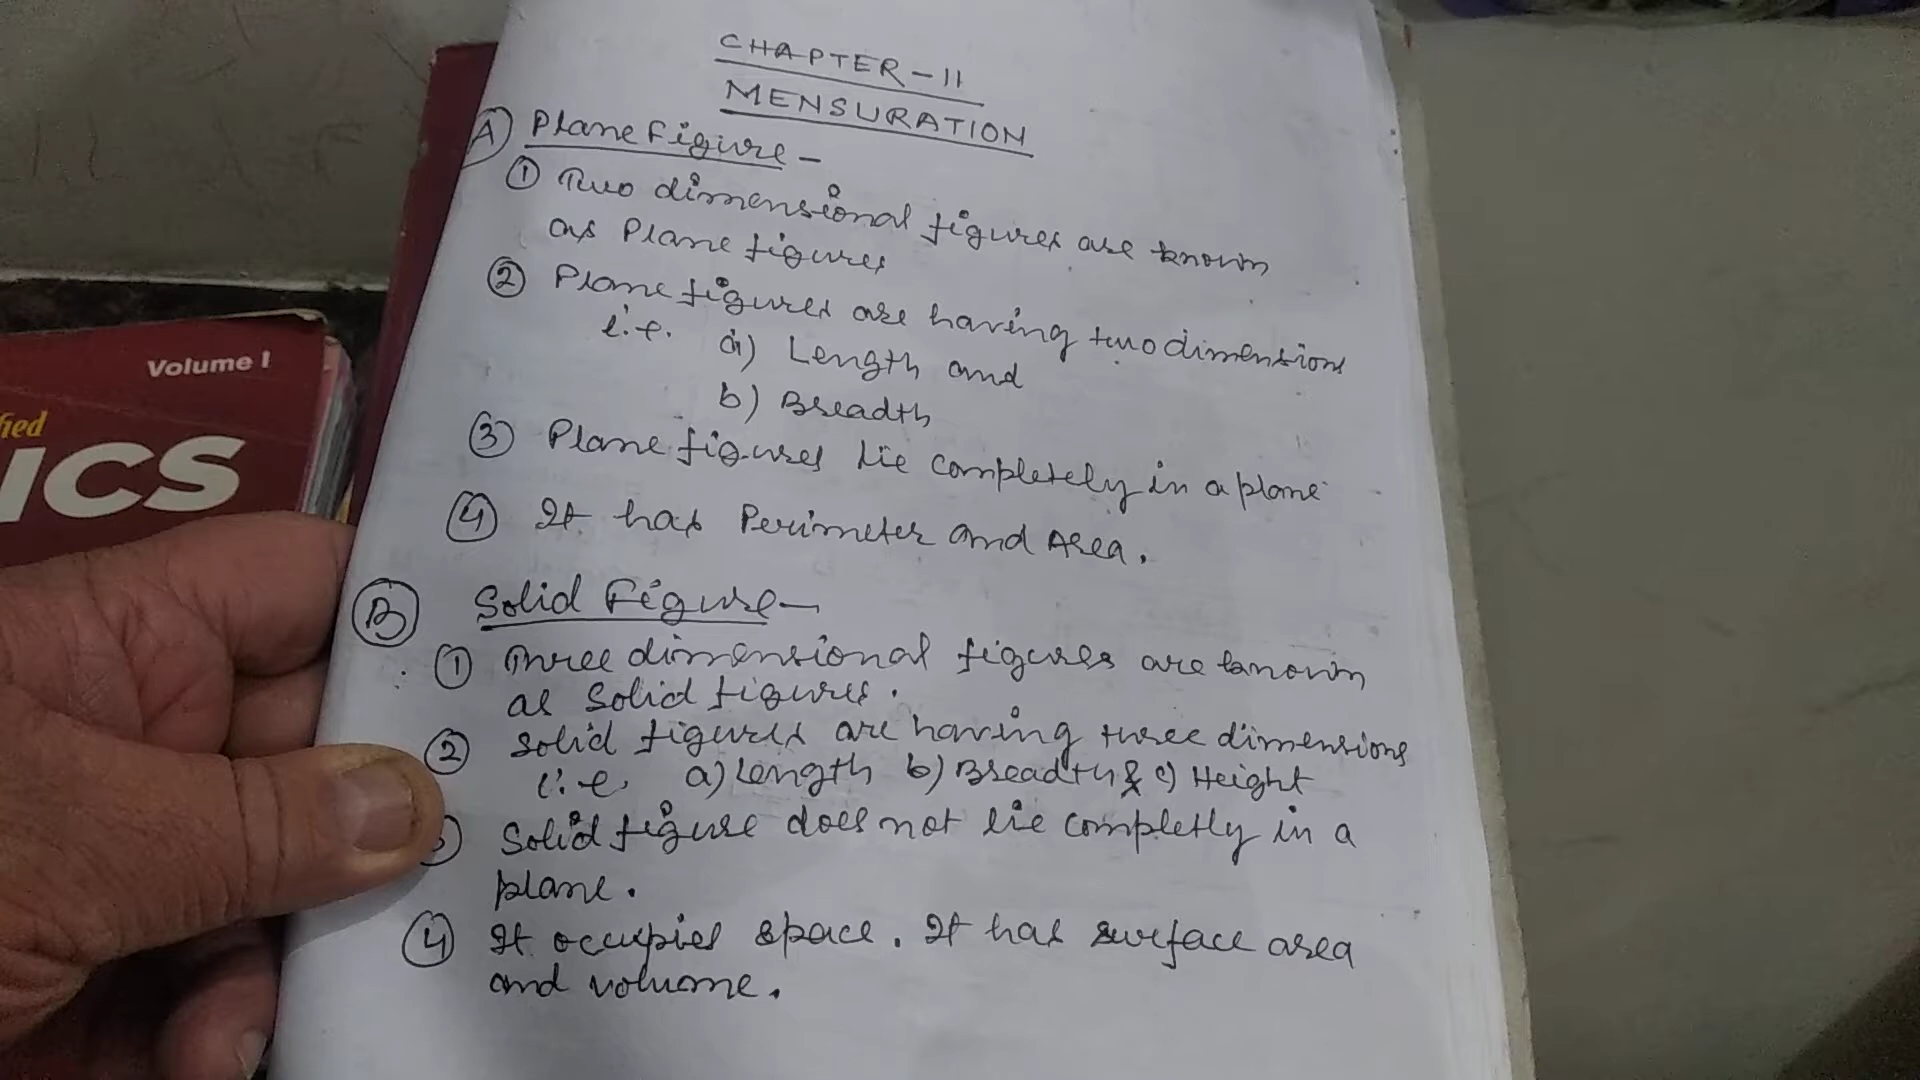 CHAPTER-11
MENSURATION
A) Plane Figure -
① Two dimensional figures are known
as Plane figures
② Plane figures are having two dimensions
i.e. a) Length and
b) Breadth
③ Plane figures lie completely in a plane
④ It has Perimeter and Area.
B Solid Figure -
① Three dimensional figures are known
as Solid figures.
② Solid figures are having three dimensions
i.e. a) Length b) Breadth & c) Height
Solid figure does not lie completly in a
plane.
④ It occupies space. It has surface area
and volume.
Volume I
fied
ICS